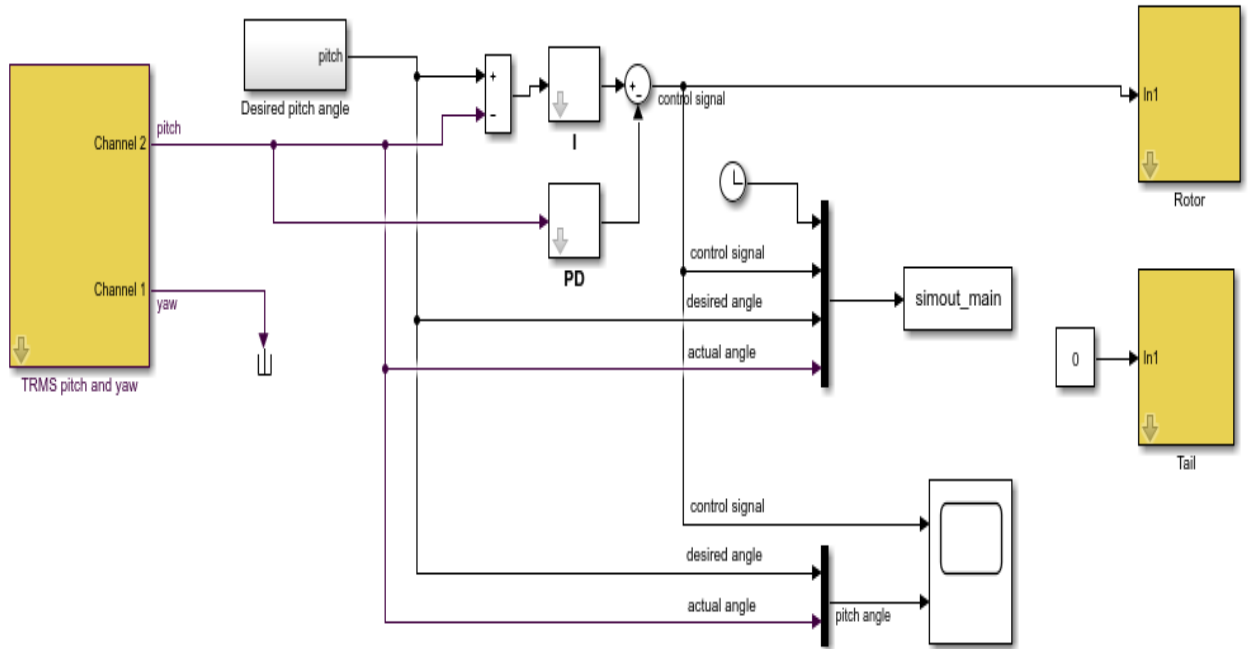 pitch
Desired pitch angle
+
−
I
+
−
control signal
In1
Rotor
Channel 2
pitch
PD
Channel 1
yaw
TRMS pitch and yaw
control signal
desired angle
actual angle
simout_main
0
In1
Tail
control signal
desired angle
actual angle
pitch angle